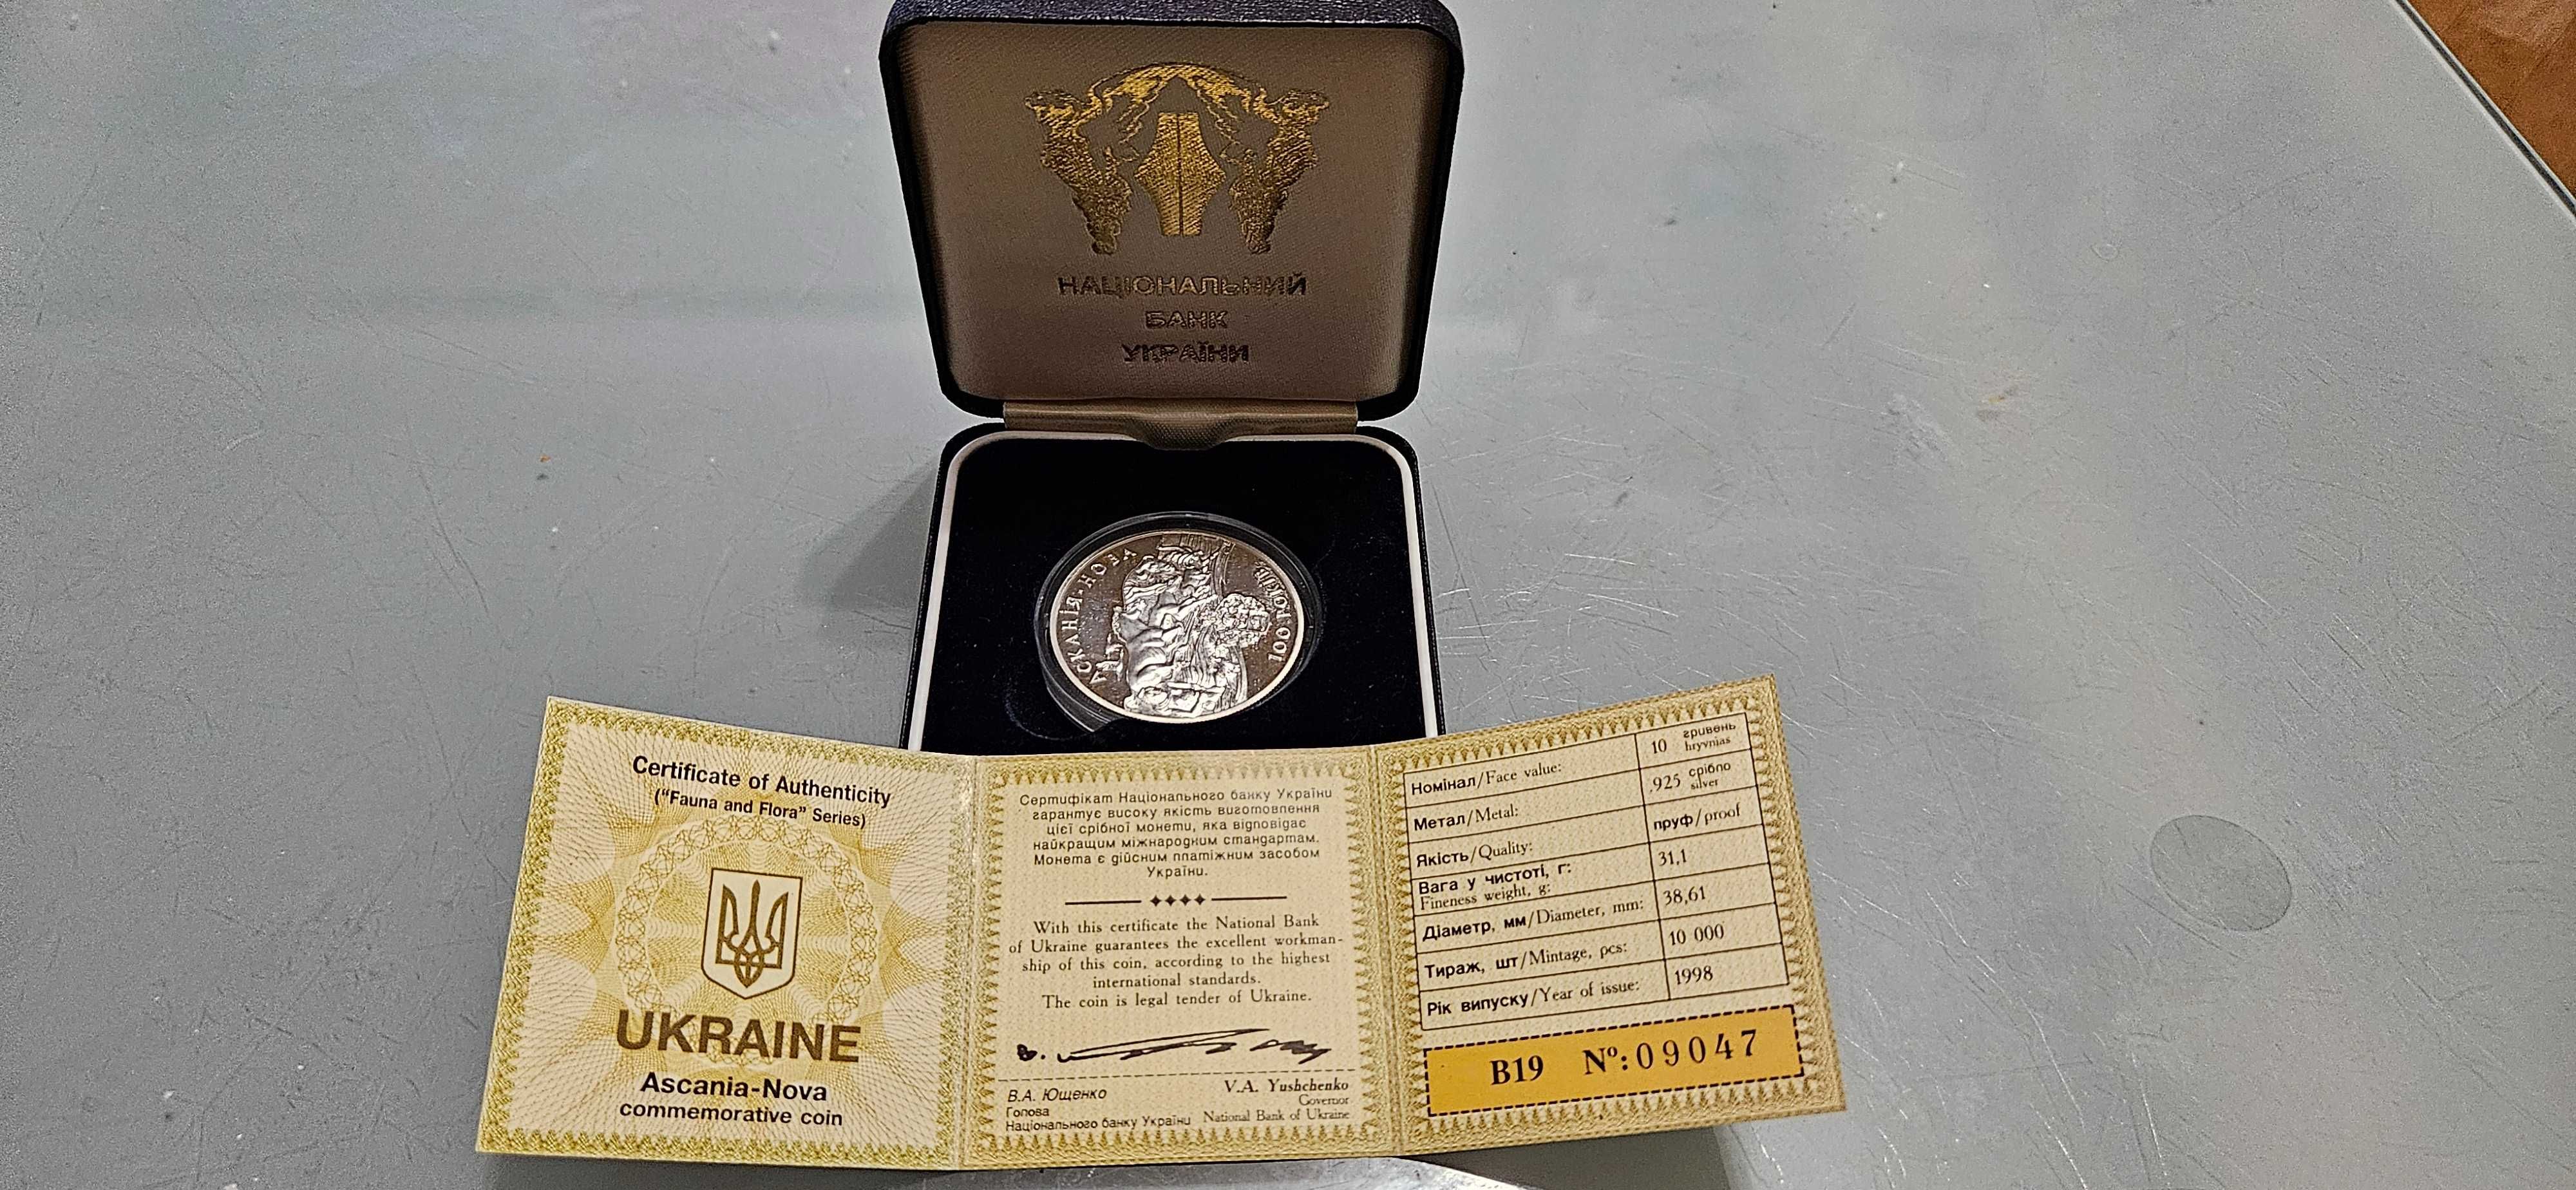 НАЦІОНАЛЬНИЙ
БАНК
УКРАЇНИ
АСКАНІЯ-НОВА
100 РОКІВ
Certificate of Authenticity
("Fauna and Flora" Series)
UKRAINE
Ascania-Nova
commemorative coin
Сертифікат Національного банку України
гарантує високу якість виготовлення
цієї срібної монети, яка відповідає
найкращим міжнародним стандартам.
Монета є дійсним платіжним засобом
України.
With this certificate the National Bank
of Ukraine guarantees the excellent workman-
ship of this coin, according to the highest
international standards.
The coin is legal tender of Ukraine.
В.А. Ющенко
Голова
Національного банку України
V.A. Yushchenko
Governor
National Bank of Ukraine
Номінал/Face value: 10 гривень hryvnias
Метал/Metal: .925 срібло silver
Якість/Quality: пруф/proof
Вага у чистоті, г: 31,1
Fineness weight, g:
Діаметр, мм/Diameter, mm: 38,61
Тираж, шт/Mintage, pcs: 10 000
Рік випуску/Year of issue: 1998
B19 Nº: 09047